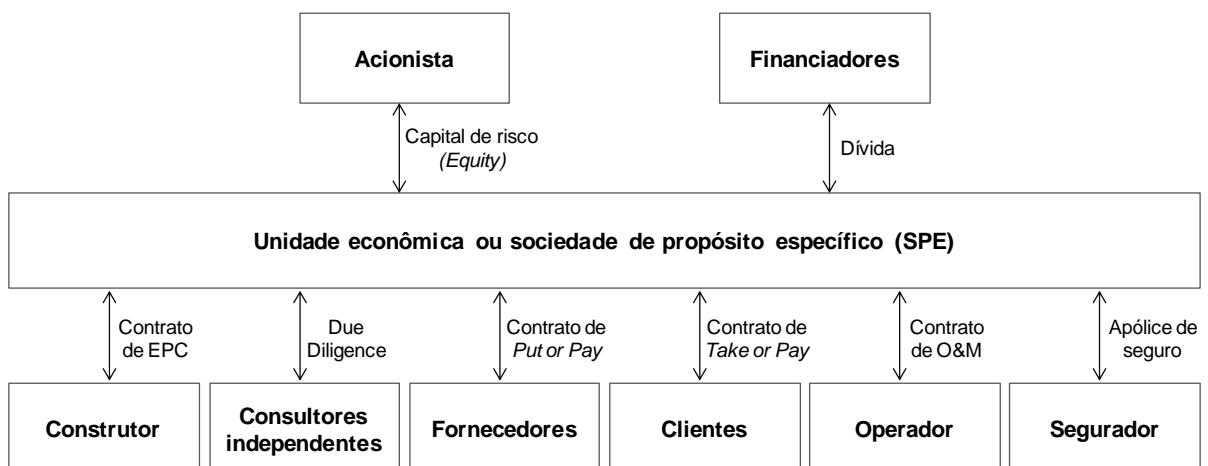 Acionista
Financiadores
Capital de risco
(Equity)
Dívida
Unidade econômica ou sociedade de propósito específico (SPE)
Contrato
de EPC
Due
Diligence
Contrato de
Put or Pay
Contrato de
Take or Pay
Contrato
de O&M
Apólice de
seguro
Construtor
Consultores
independentes
Fornecedores
Clientes
Operador
Segurador